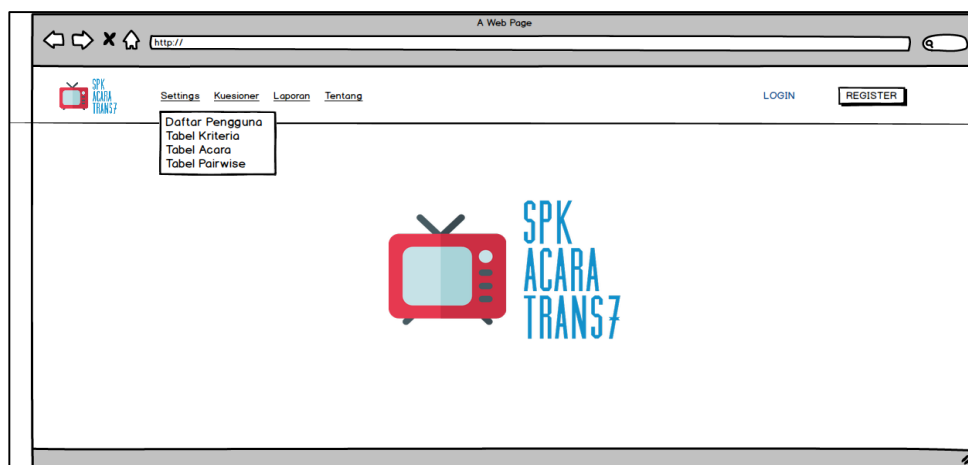 A Web Page
http://
SPK
ACARA
TRANS7
Settings Kuesioner Laporan Tentang
LOGIN
REGISTER
Daftar Pengguna
Tabel Kriteria
Tabel Acara
Tabel Pairwise
SPK
ACARA
TRANS7